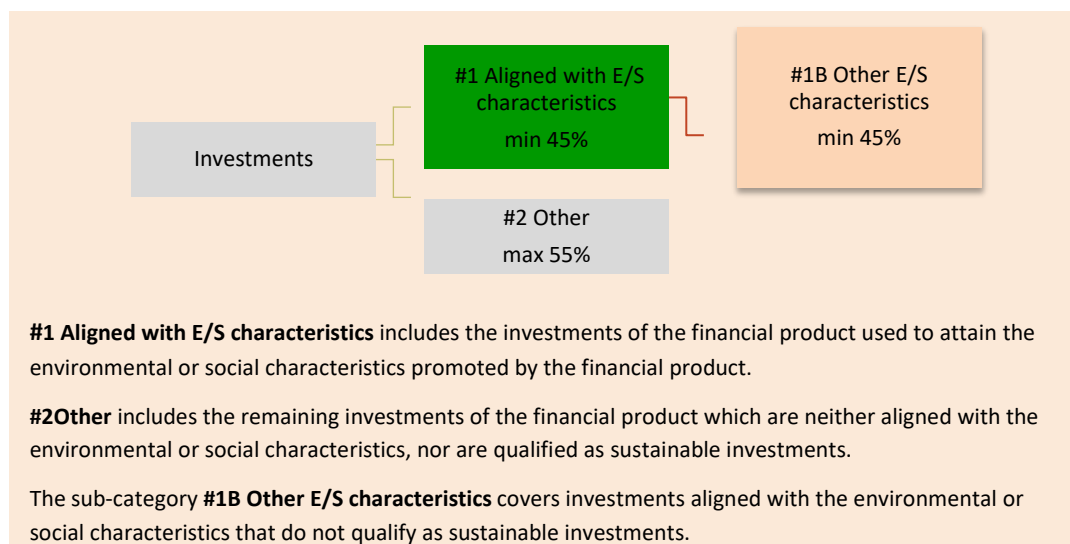 #1 Aligned with E/S
characteristics
min 45%
#1B Other E/S
characteristics
min 45%
Investments
#2 Other
max 55%
#1 Aligned with E/S characteristics includes the investments of the financial product used to attain the
environmental or social characteristics promoted by the financial product.
#2Other includes the remaining investments of the financial product which are neither aligned with the
environmental or social characteristics, nor are qualified as sustainable investments.
The sub-category #1B Other E/S characteristics covers investments aligned with the environmental or
social characteristics that do not qualify as sustainable investments.